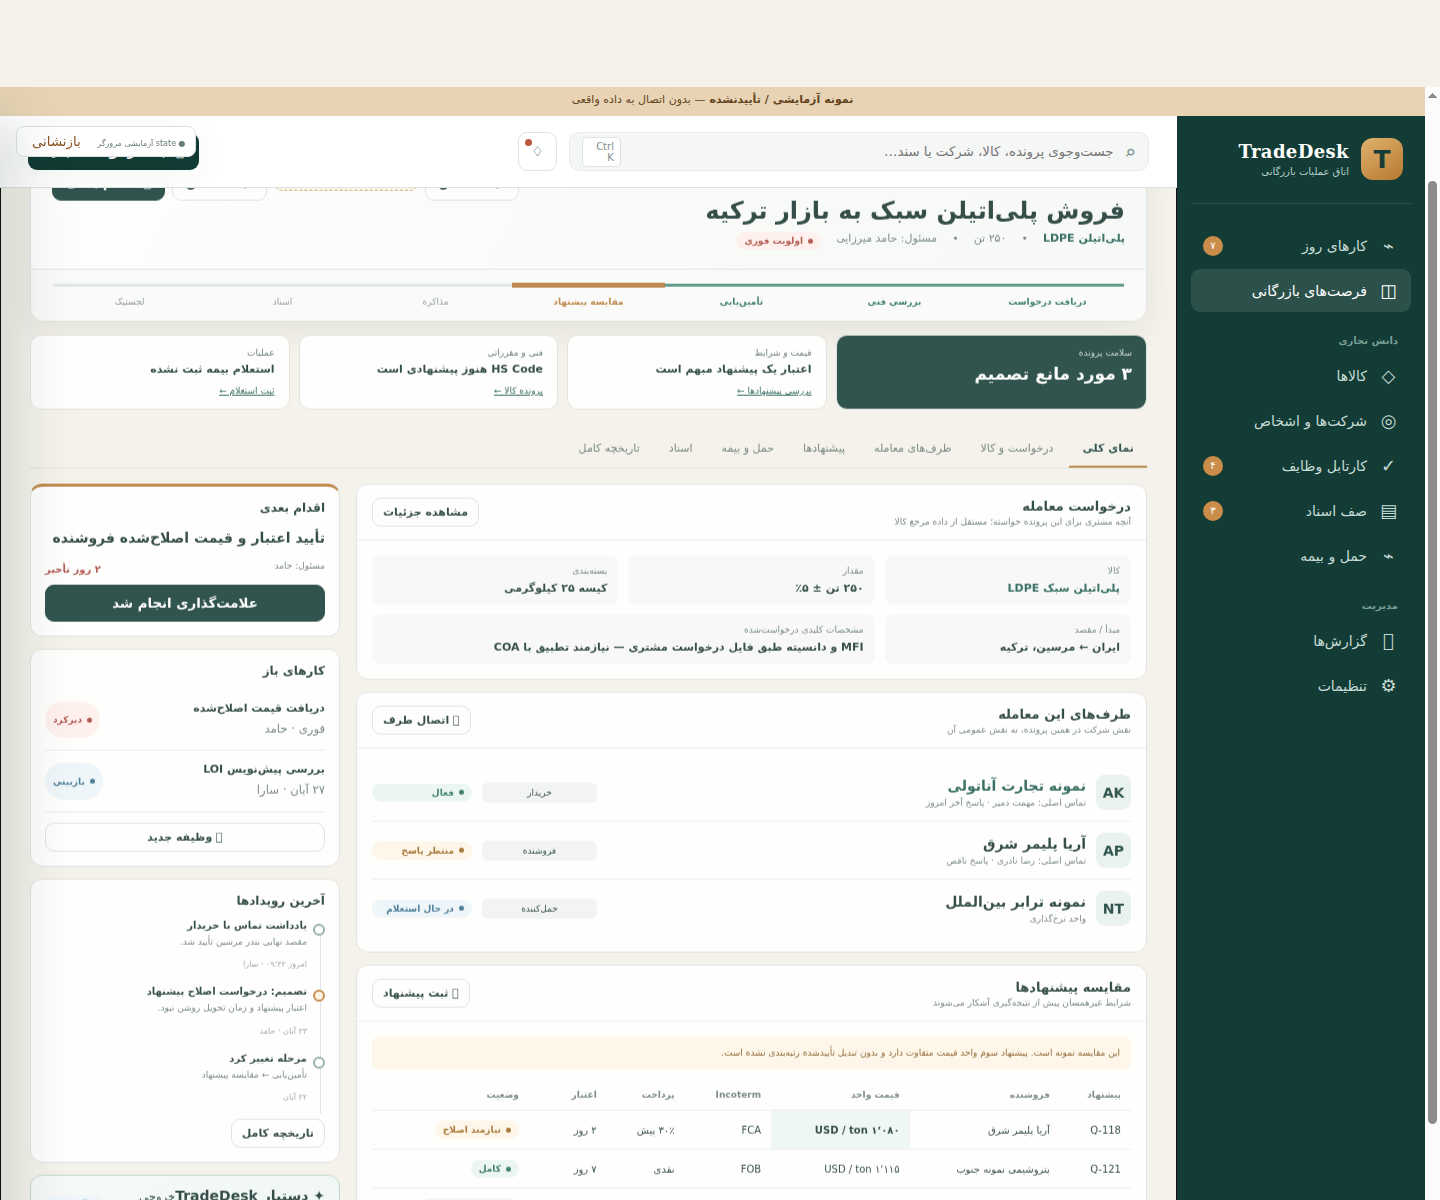 نمونه آزمایشی / تأییدنشده — بدون اتصال به داده واقعی
TradeDesk
اتاق عملیات بازرگانی
T
جست‌وجوی پرونده، کالا، شرکت یا سند...
Ctrl K
state آزمایشی مرورگر
بازنشانی
کارهای روز
۷
فرصت‌های بازرگانی
دانش تجاری
کالاها
شرکت‌ها و اشخاص
کارتابل وظایف
۴
صف اسناد
۳
حمل و بیمه
مدیریت
گزارش‌ها
تنظیمات
فروش پلی‌اتیلن سبک به بازار ترکیه
پلی‌اتیلن LDPE • ۲۵۰ تن • مسئول: حامد میرزایی
اولویت فوری
دریافت درخواست
بررسی فنی
تأمین‌یابی
مقایسه پیشنهاد
مذاکره
اسناد
لجستیک
سلامت پرونده
۳ مورد مانع تصمیم
قیمت و شرایط
اعتبار یک پیشنهاد مبهم است
بررسی پیشنهادها ←
فنی و مقرراتی
HS Code هنوز پیشنهادی است
پرونده کالا ←
عملیات
استعلام بیمه ثبت نشده
ثبت استعلام ←
نمای کلی
درخواست و کالا
طرف‌های معامله
پیشنهادها
حمل و بیمه
اسناد
تاریخچه کامل
درخواست معامله
آنچه مشتری برای این پرونده خواسته؛ مستقل از داده مرجع کالا
مشاهده جزئیات
کالا
پلی‌اتیلن سبک LDPE
مقدار
۲۵۰ تن ± ۵٪
بسته‌بندی
کیسه ۲۵ کیلوگرمی
مبدأ / مقصد
ایران ← مرسین، ترکیه
مشخصات کلیدی درخواست‌شده
MFI و دانسیته طبق فایل درخواست مشتری — نیازمند تطبیق با COA
طرف‌های این معامله
نقش شرکت در همین پرونده، نه نقش عمومی آن
اتصال طرف
AK
نمونه تجارت آناتولی
تماس اصلی: مهمت دمیر · پاسخ آخر امروز
خریدار
فعال
AP
آریا پلیمر شرق
تماس اصلی: رضا نادری · پاسخ ناقص
فروشنده
منتظر پاسخ
NT
نمونه ترابر بین‌الملل
واحد نرخ‌گذاری
حمل‌کننده
در حال استعلام
مقایسه پیشنهادها
شرایط غیرهمسان پیش از نتیجه‌گیری آشکار می‌شوند
ثبت پیشنهاد
این مقایسه نمونه است. پیشنهاد سوم واحد قیمت متفاوت دارد و بدون تبدیل تأییدشده رتبه‌بندی نشده است.
پیشنهاد فروشنده قیمت واحد Incoterm پرداخت اعتبار وضعیت
Q-118 آریا پلیمر شرق USD / ton ۱٬۰۸۰ FCA ۳۰٪ پیش ۲ روز نیازمند اصلاح
Q-121 پتروشیمی نمونه جنوب USD / ton ۱٬۱۱۵ FOB نقدی ۷ روز کامل
اقدام بعدی
تأیید اعتبار و قیمت اصلاح‌شده فروشنده
مسئول: حامد
۲ روز تأخیر
علامت‌گذاری انجام شد
کارهای باز
دریافت قیمت اصلاح‌شده
فوری · حامد
دیرکرد
بررسی پیش‌نویس LOI
۲۷ آبان · سارا
بازبینی
وظیفه جدید
آخرین رویدادها
یادداشت تماس با خریدار
مقصد نهایی بندر مرسین تأیید شد.
امروز ۰۹:۴۲ · سارا
تصمیم: درخواست اصلاح پیشنهاد
اعتبار پیشنهاد و زمان تحویل روشن نبود.
۲۳ آبان · حامد
مرحله تغییر کرد
تأمین‌یابی ← مقایسه پیشنهاد
۲۲ آبان
تاریخچه کامل
دستیار TradeDesk
خروجی